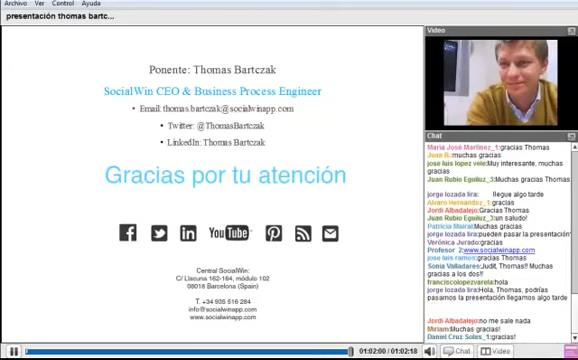 Archivo Ver Control Ayuda
presentación thomas bartc...
Ponente: Thomas Bartczak
SocialWin CEO & Business Process Engineer
• Email: thomas.bartczak@socialwinapp.com
• Twitter: @ThomasBartczak
• LinkedIn: Thomas Bartczak
Gracias por tu atención
You Tube
Central SocialWin:
C/ Llacuna 162-164, módulo 102
08018 Barcelona (Spain)
T. +34 935 516 284
info@socialwinapp.com
www.socialwinapp.com
Video
Chat
Maria José Martinez_1:gracias Thomas
Juan B.:muchas gracias
jose luis lopez vele:Muy interesante, muchas
gracias
Juan Rubio Eguiluz_3:Muchas gracias Thomas!
jorge lozada lira: llegue algo tarde
Alvaro Hernandez_1:gracias
Jordi Albadalejo:Gracias Thomas
Juan Rubio Eguiluz_3:un saludo!
Patricia Mairal:Muchas gracias
jorge lozada lira:pueden pasar la presentación
Verónica Jurado:gracias
Profesor 2:www.socialwinapp.com
jose luis ramon:gracias Thomas
Sonia Valladares:Judit, Thomas!! Muchas
gracias a los dos!!
franciscolopezvarela:hola
jorge lozada lira:Hola, Thomas, podrías
pasarnos la presentación llegamos algo tarde
Jordi Albadalejo:no me sale nada
Miriam:Muchas gracias!
Daniel Cruz Soles_1:gracias!
01:02:00 / 01:02:18
Chat
Video